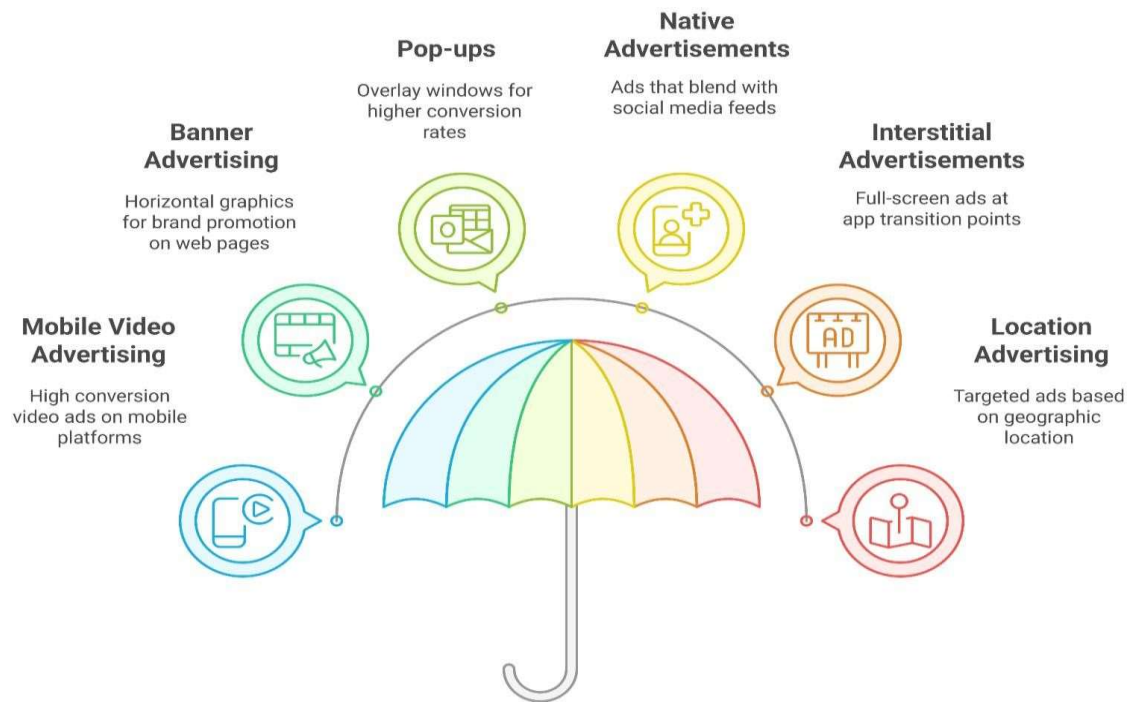 Mobile Video
Advertising
High conversion
video ads on mobile
platforms
Banner
Advertising
Horizontal graphics
for brand promotion
on web pages
Pop-ups
Overlay windows for
higher conversion
rates
Native
Advertisements
Ads that blend with
social media feeds
Interstitial
Advertisements
Full-screen ads at
app transition points
AD
Location
Advertising
Targeted ads based
on geographic
location